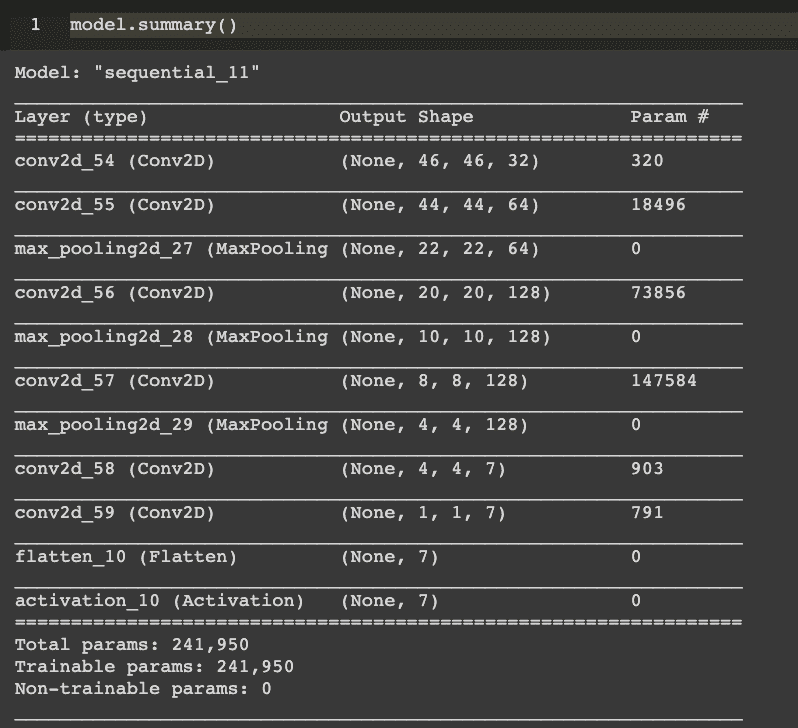 1 model.summary()
Model: "sequential_11"
Layer (type) Output Shape Param #
=================================================================
conv2d_54 (Conv2D) (None, 46, 46, 32) 320
conv2d_55 (Conv2D) (None, 44, 44, 64) 18496
max_pooling2d_27 (MaxPooling (None, 22, 22, 64) 0
conv2d_56 (Conv2D) (None, 20, 20, 128) 73856
max_pooling2d_28 (MaxPooling (None, 10, 10, 128) 0
conv2d_57 (Conv2D) (None, 8, 8, 128) 147584
max_pooling2d_29 (MaxPooling (None, 4, 4, 128) 0
conv2d_58 (Conv2D) (None, 4, 4, 7) 903
conv2d_59 (Conv2D) (None, 1, 1, 7) 791
flatten_10 (Flatten) (None, 7) 0
activation_10 (Activation) (None, 7) 0
=================================================================
Total params: 241,950
Trainable params: 241,950
Non-trainable params: 0